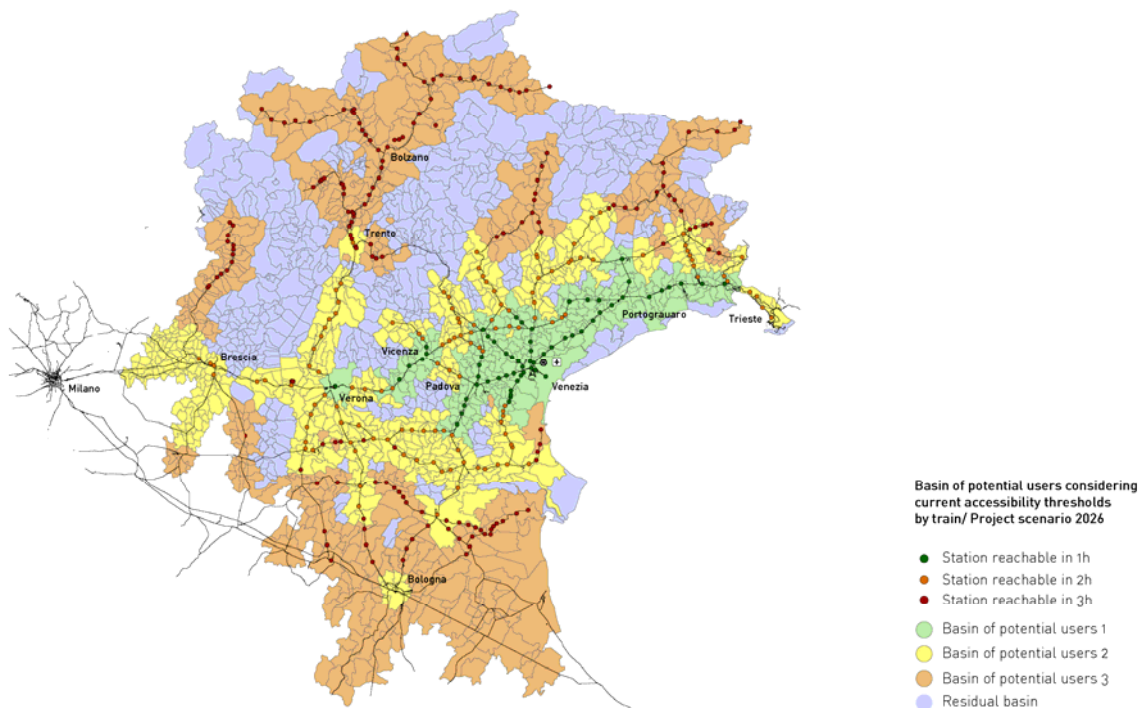 Bolzano
Trento
Portograuaro
Trieste
Brescia
Vicenza
Milano
Verona
Padova
Venezia
Bologna
Basin of potential users considering
current accessibility thresholds
by train/ Project scenario 2026
Station reachable in 1h
Station reachable in 2h
Station reachable in 3h
Basin of potential users 1
Basin of potential users 2
Basin of potential users 3
Residual basin